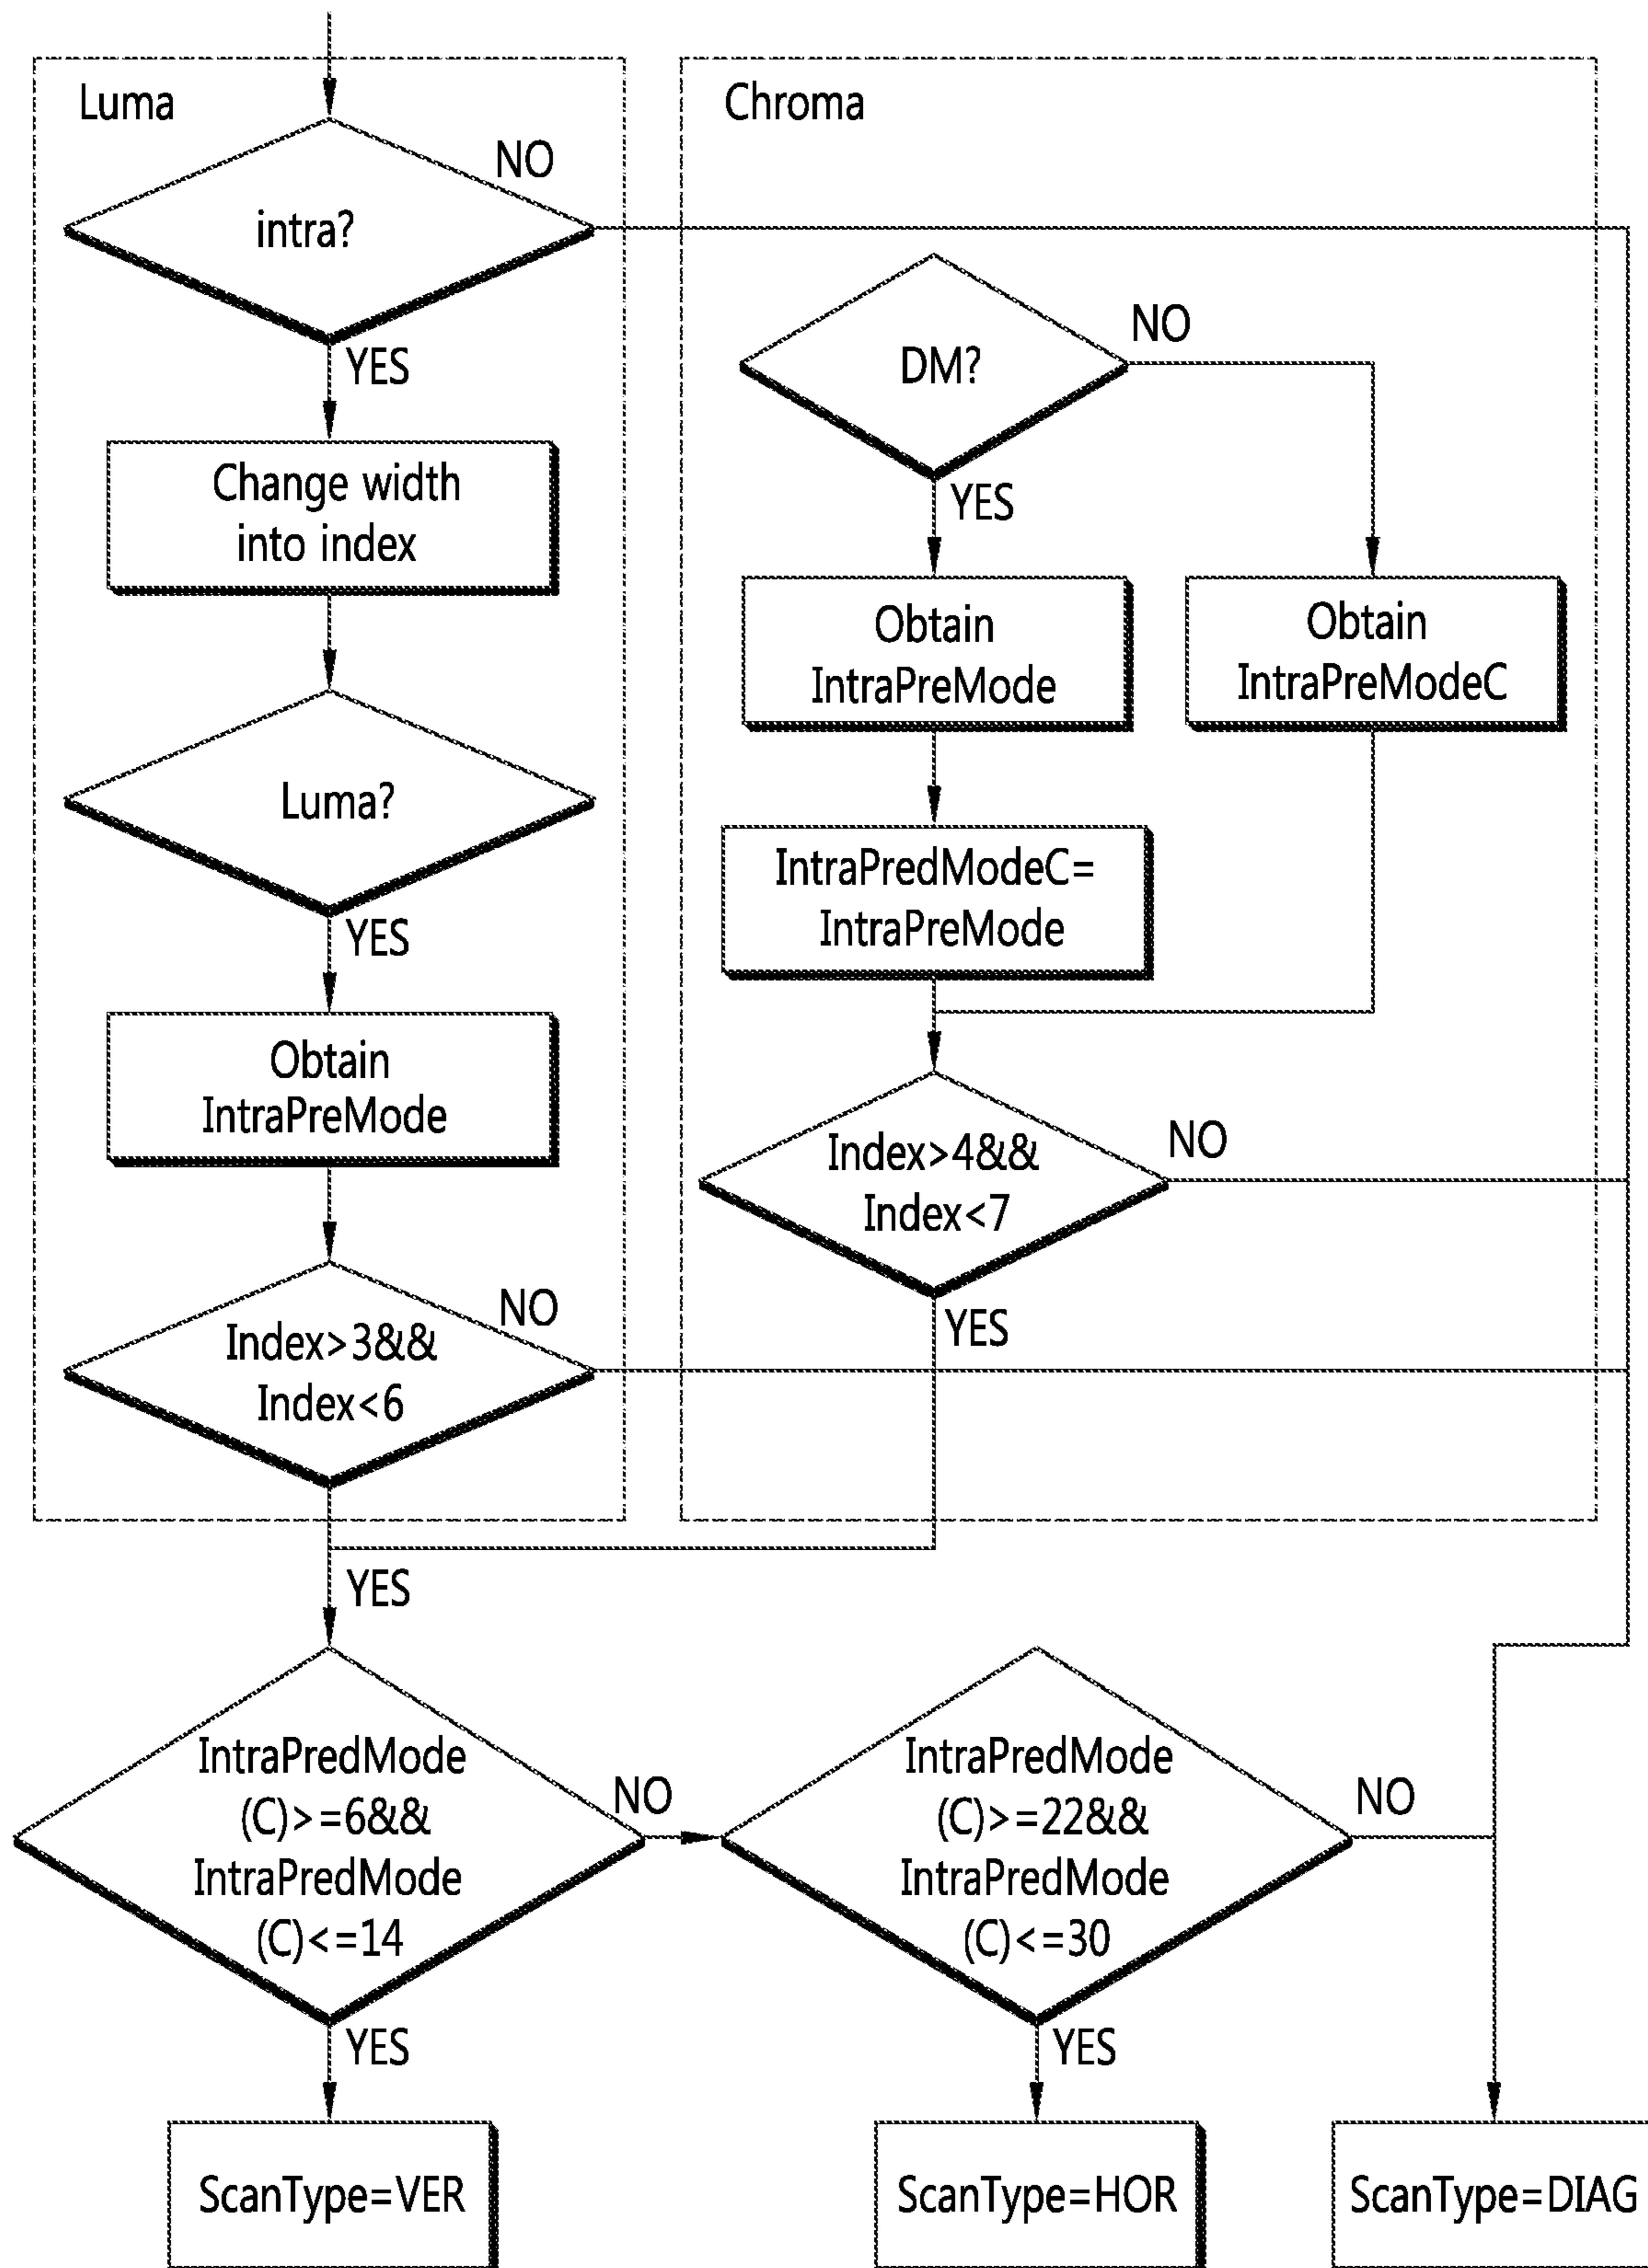 Luma
NO
intra?
YES
Change width
into index
Luma?
YES
Obtain
IntraPreMode
NO
Index>3&&
Index<6
Chroma
NO
DM?
YES
Obtain
IntraPreMode
Obtain
IntraPreModeC
IntraPredModeC=
IntraPreMode
Index>4&&
Index<7
NO
YES
YES
IntraPredMode
(C)>=6&&
IntraPredMode
(C)<=14
NO
IntraPredMode
(C)>=22&&
IntraPredMode
(C)<=30
NO
YES
YES
ScanType=VER
ScanType=HOR
ScanType=DIAG